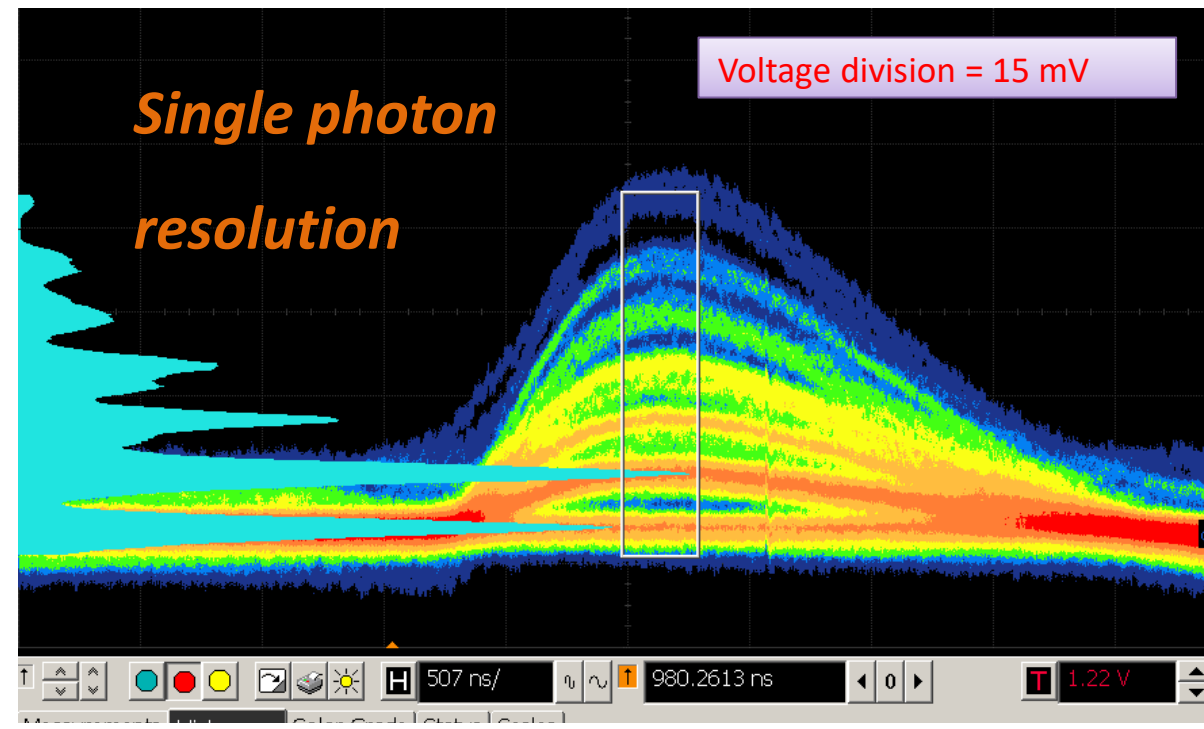 Voltage division = 15 mV
Single photon
resolution
H 507 ns/ 980.2613 ns 0 T 1.22 V
Color Grade Status Scales